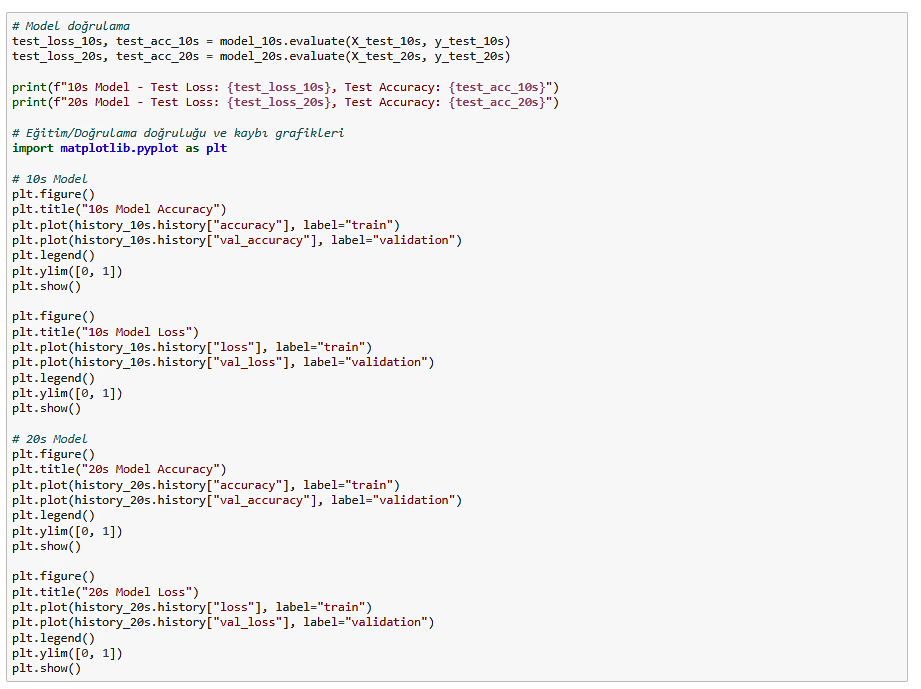 # Model doğrulama
test_loss_10s, test_acc_10s = model_10s.evaluate(X_test_10s, y_test_10s)
test_loss_20s, test_acc_20s = model_20s.evaluate(X_test_20s, y_test_20s)

print(f"10s Model - Test Loss: {test_loss_10s}, Test Accuracy: {test_acc_10s}")
print(f"20s Model - Test Loss: {test_loss_20s}, Test Accuracy: {test_acc_20s}")

# Eğitim/Doğrulama doğruluğu ve kaybı grafikleri
import matplotlib.pyplot as plt

# 10s Model
plt.figure()
plt.title("10s Model Accuracy")
plt.plot(history_10s.history["accuracy"], label="train")
plt.plot(history_10s.history["val_accuracy"], label="validation")
plt.legend()
plt.ylim([0, 1])
plt.show()

plt.figure()
plt.title("10s Model Loss")
plt.plot(history_10s.history["loss"], label="train")
plt.plot(history_10s.history["val_loss"], label="validation")
plt.legend()
plt.ylim([0, 1])
plt.show()

# 20s Model
plt.figure()
plt.title("20s Model Accuracy")
plt.plot(history_20s.history["accuracy"], label="train")
plt.plot(history_20s.history["val_accuracy"], label="validation")
plt.legend()
plt.ylim([0, 1])
plt.show()

plt.figure()
plt.title("20s Model Loss")
plt.plot(history_20s.history["loss"], label="train")
plt.plot(history_20s.history["val_loss"], label="validation")
plt.legend()
plt.ylim([0, 1])
plt.show()